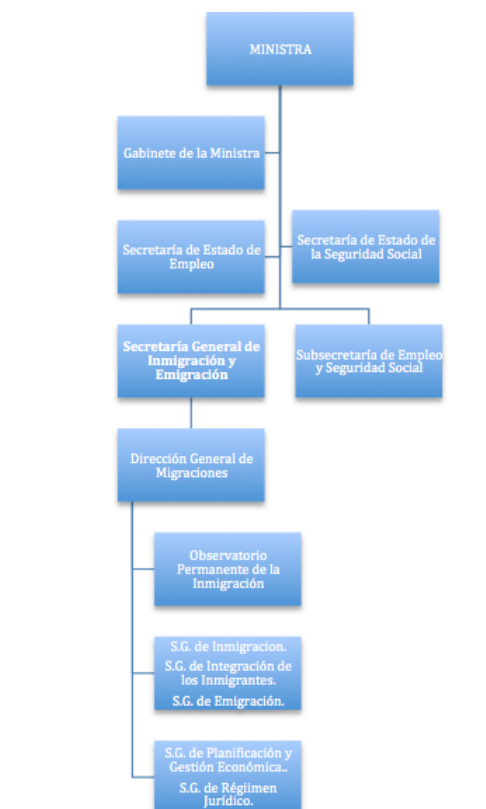 MINISTRA
Gabinete de la Ministra
Secretaría de Estado de
Empleo
Secretaría de Estado de
la Seguridad Social
Secretaría General de
Inmigración y
Emigración
Subsecretaría de Empleo
y Seguridad Social
Dirección General de
Migraciones
Observatorio
Permanente de la
Inmigración
S.G. de Inmigracion.
S.G. de Integración de
los Inmigrantes.
S.G. de Emigración.
S.G. de Planificación y
Gestión Económica..
S.G. de Régiimen
Jurídico.